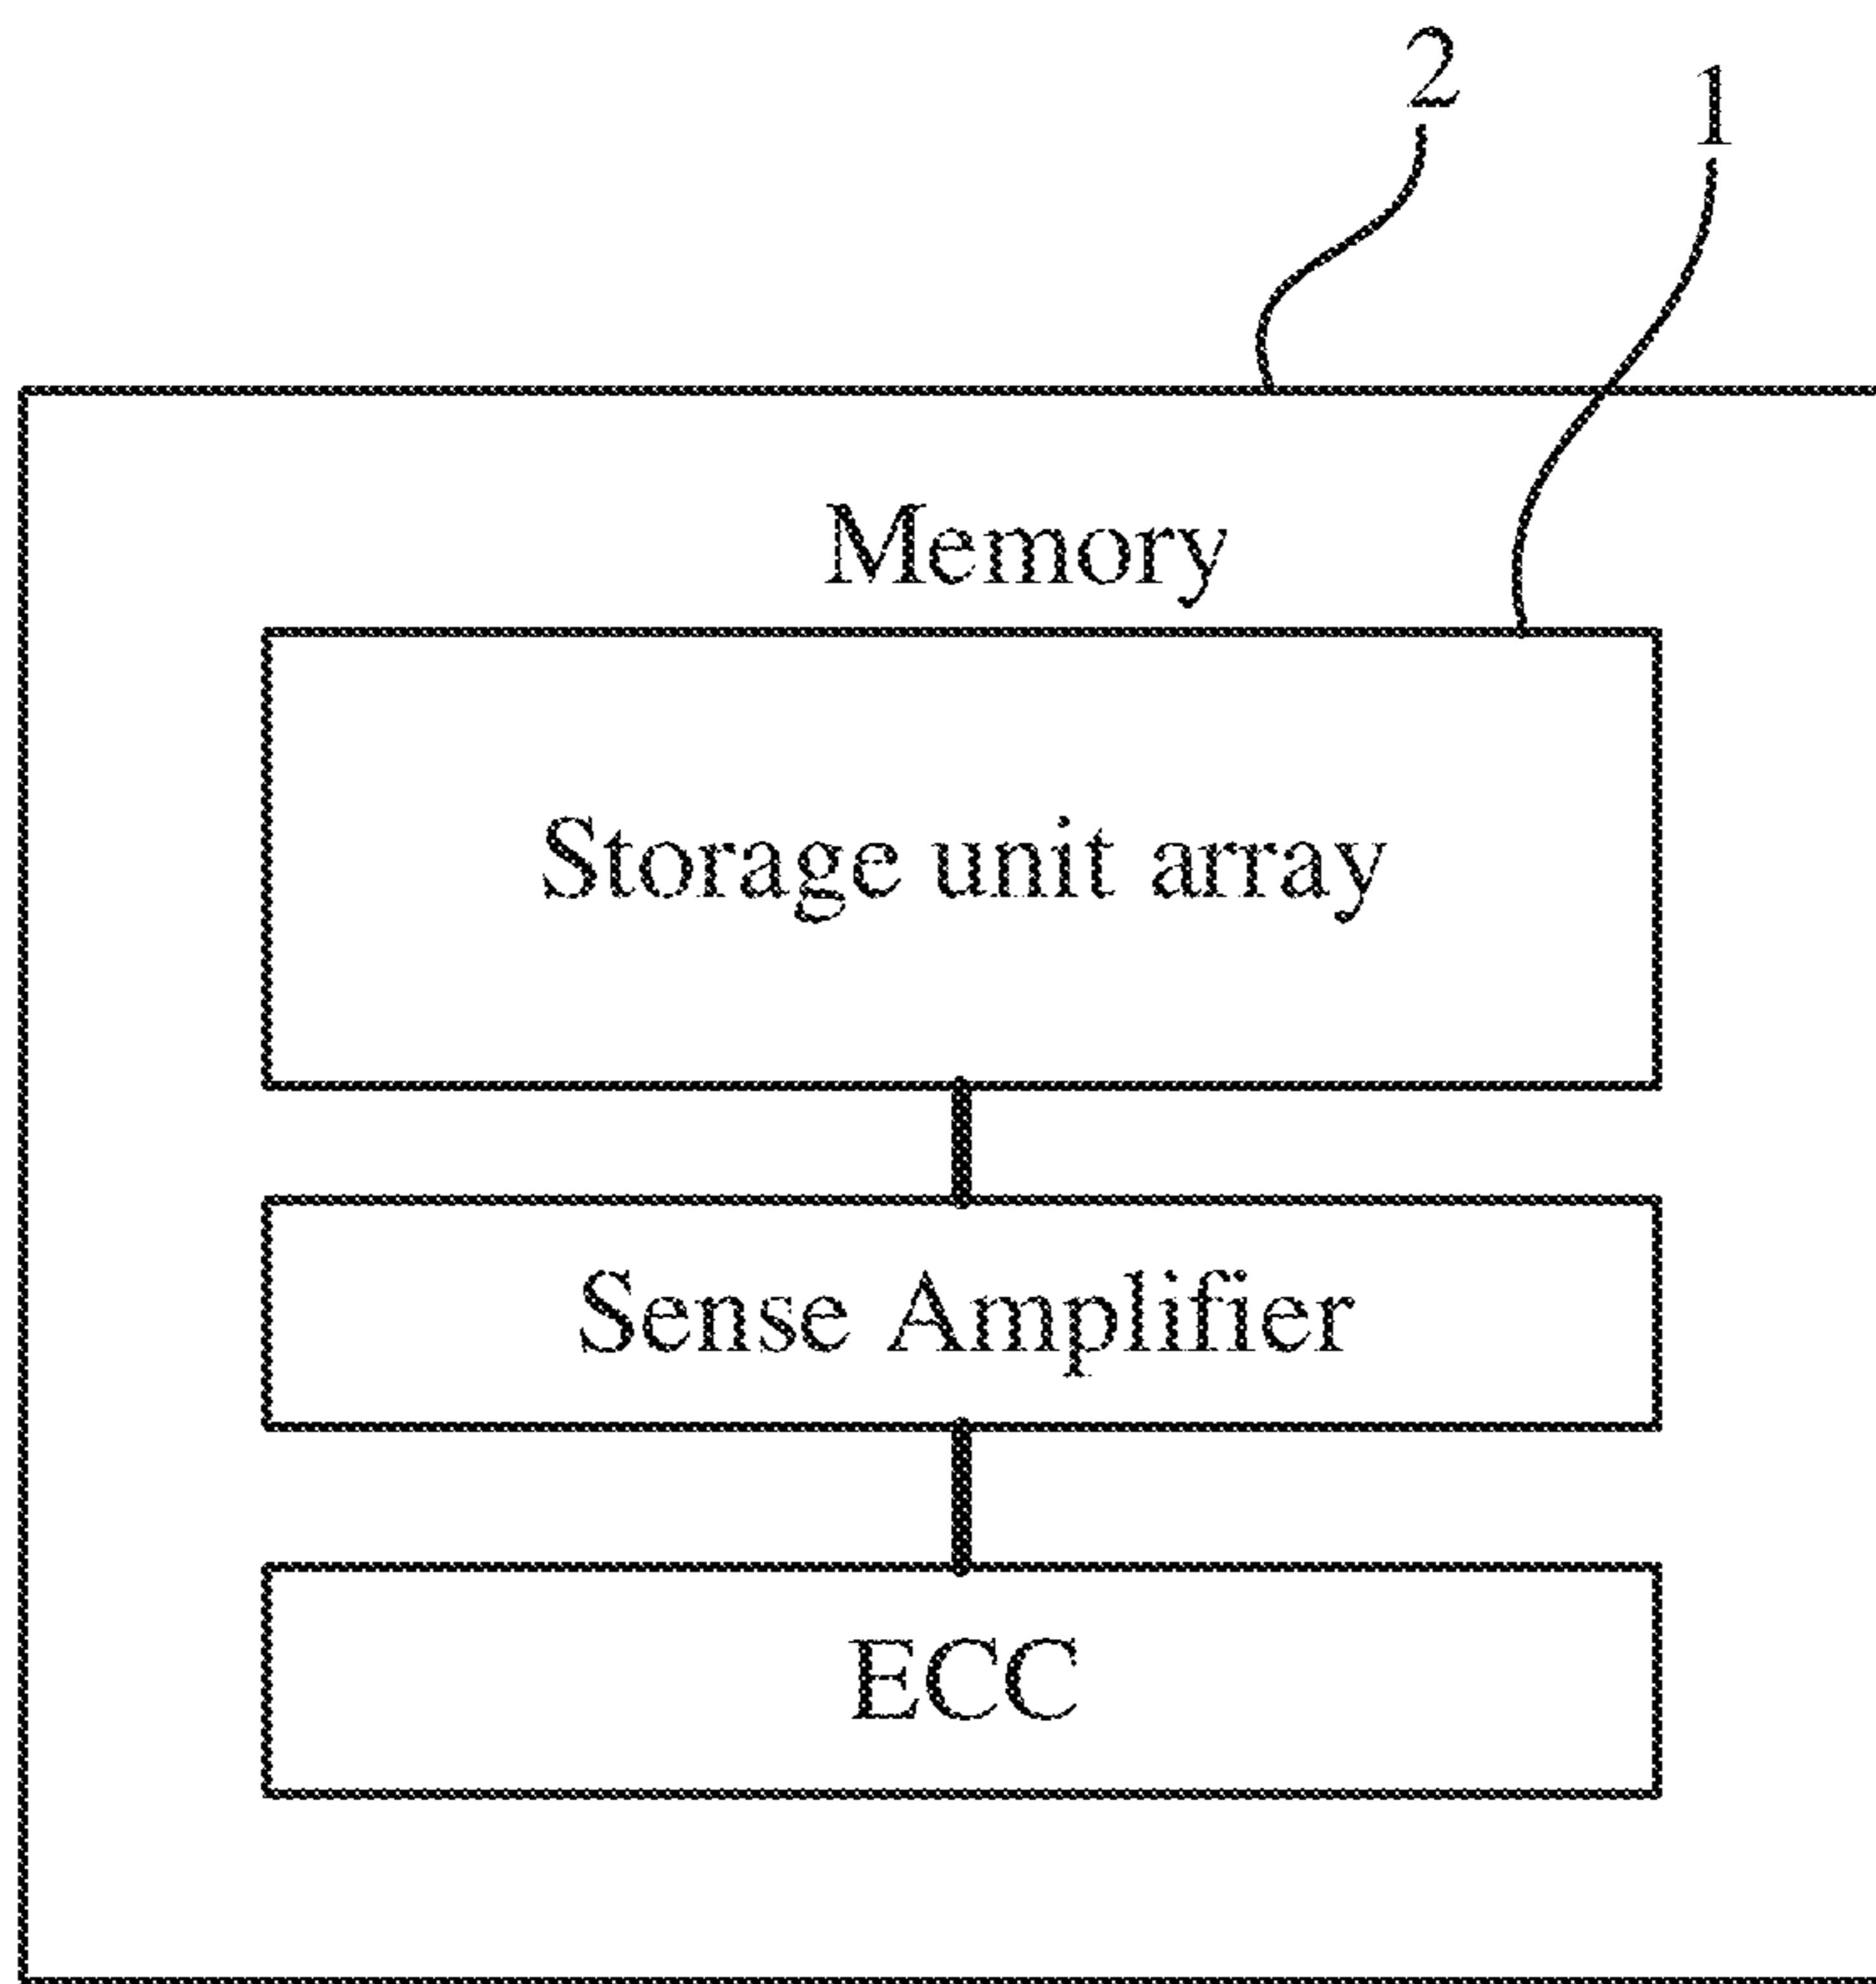 2
1
Memory
Storage unit array
Sense Amplifier
ECC